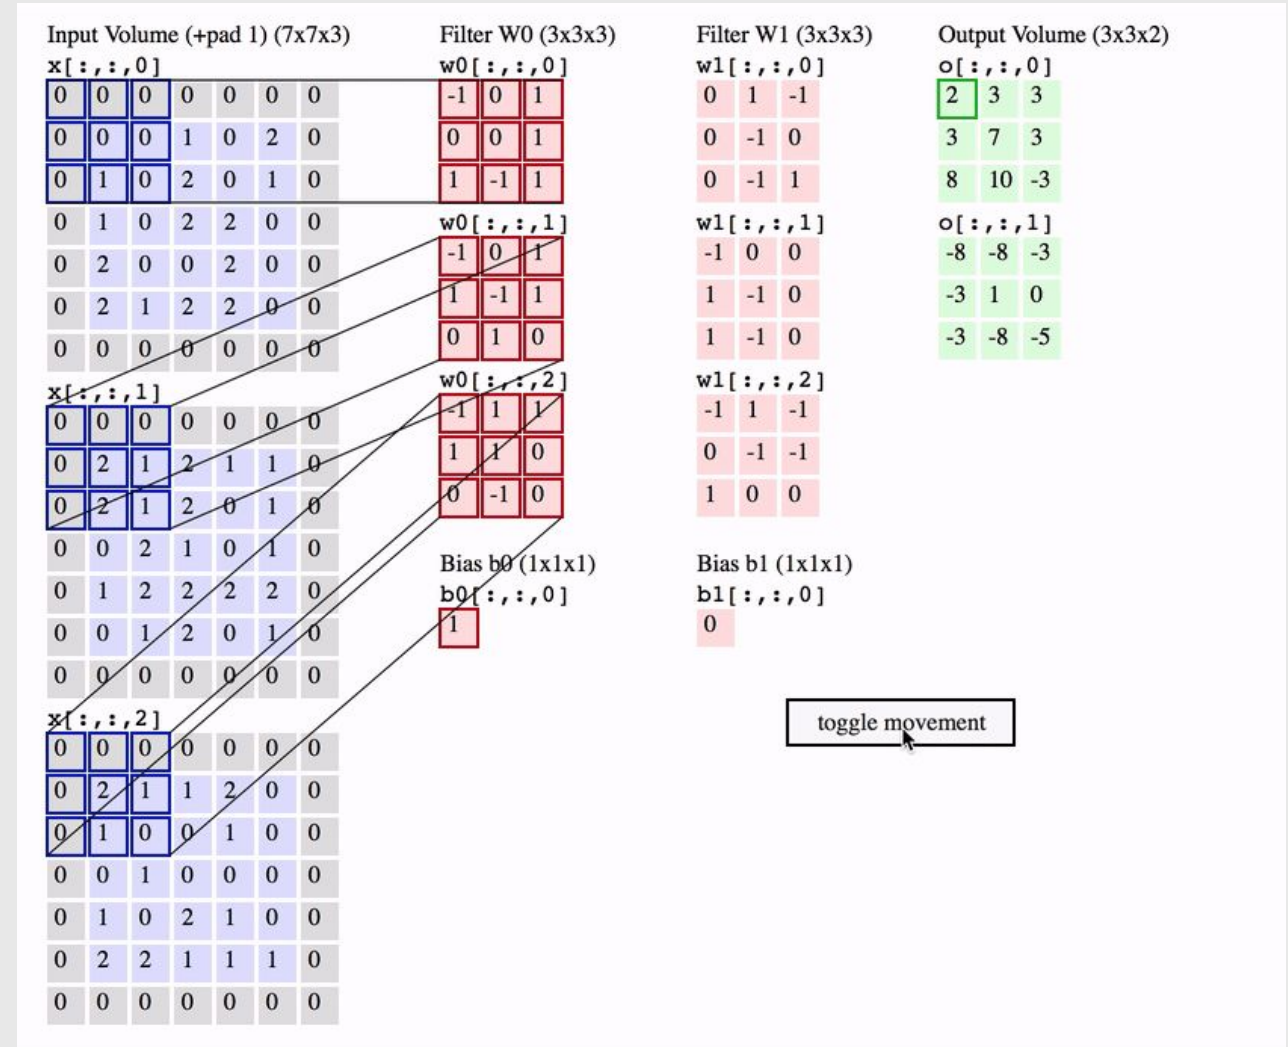 Input Volume (+pad 1) (7x7x3)
x[:,:,0]
0 0 0 0 0 0 0
0 0 0 1 0 2 0
0 1 0 2 0 1 0
0 1 0 2 2 0 0
0 2 0 0 2 0 0
0 2 1 2 2 0 0
0 0 0 0 0 0 0
x[:,:,1]
0 0 0 0 0 0 0
0 2 1 2 1 1 0
0 2 1 2 0 1 0
0 0 2 1 0 1 0
0 1 2 2 2 2 0
0 0 1 2 0 1 0
0 0 0 0 0 0 0
x[:,:,2]
0 0 0 0 0 0 0
0 2 1 1 2 0 0
0 1 0 0 1 0 0
0 0 1 0 0 0 0
0 1 0 2 1 0 0
0 2 2 1 1 1 0
0 0 0 0 0 0 0
Filter W0 (3x3x3)
w0[:,:,0]
-1 0 1
0 0 1
1 -1 1
w0[:,:,1]
-1 0 1
1 -1 1
0 1 0
w0[:,:,2]
-1 1 1
1 1 0
0 -1 0
Bias b0 (1x1x1)
b0[:,:,0]
1
Filter W1 (3x3x3)
w1[:,:,0]
0 1 -1
0 -1 0
0 -1 1
w1[:,:,1]
-1 0 0
1 -1 0
1 -1 0
w1[:,:,2]
-1 1 -1
0 -1 -1
1 0 0
Bias b1 (1x1x1)
b1[:,:,0]
0
Output Volume (3x3x2)
o[:,:,0]
2 3 3
3 7 3
8 10 -3
o[:,:,1]
-8 -8 -3
-3 1 0
-3 -8 -5
toggle movement